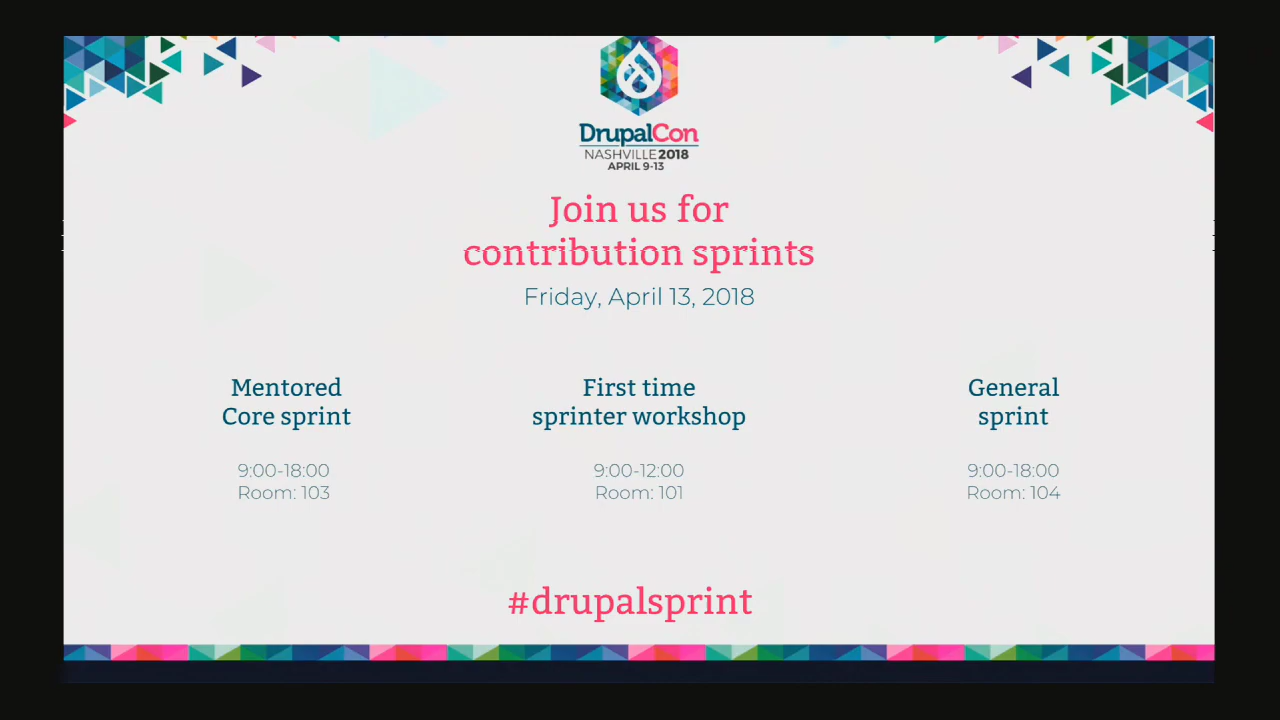 DrupalCon
NASHVILLE 2018
APRIL 9-13
Join us for
contribution sprints
Friday, April 13, 2018
Mentored
Core sprint
9:00-18:00
Room: 103
First time
sprinter workshop
9:00-12:00
Room: 101
General
sprint
9:00-18:00
Room: 104
#drupalsprint